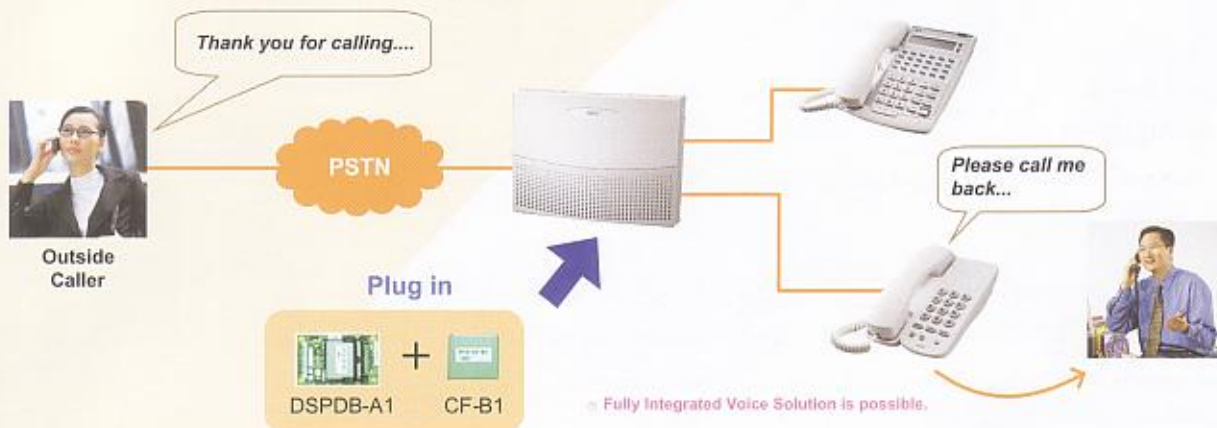 Thank you for calling....
PSTN
Please call me
back...
Outside
Caller
Plug in
+
DSPDB-A1
CF-B1
Fully Integrated Voice Solution is possible.